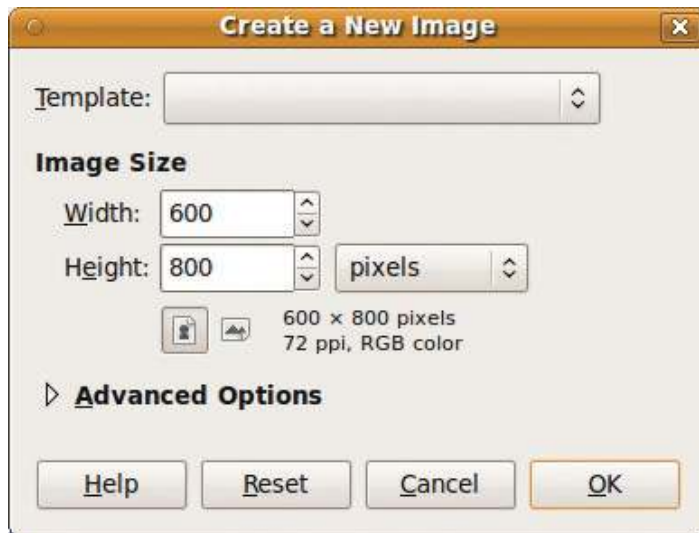 Create a New Image
Template:
Image Size
Width: 600
Height: 800 pixels
600 × 800 pixels
72 ppi, RGB color
Advanced Options
Help Reset Cancel OK